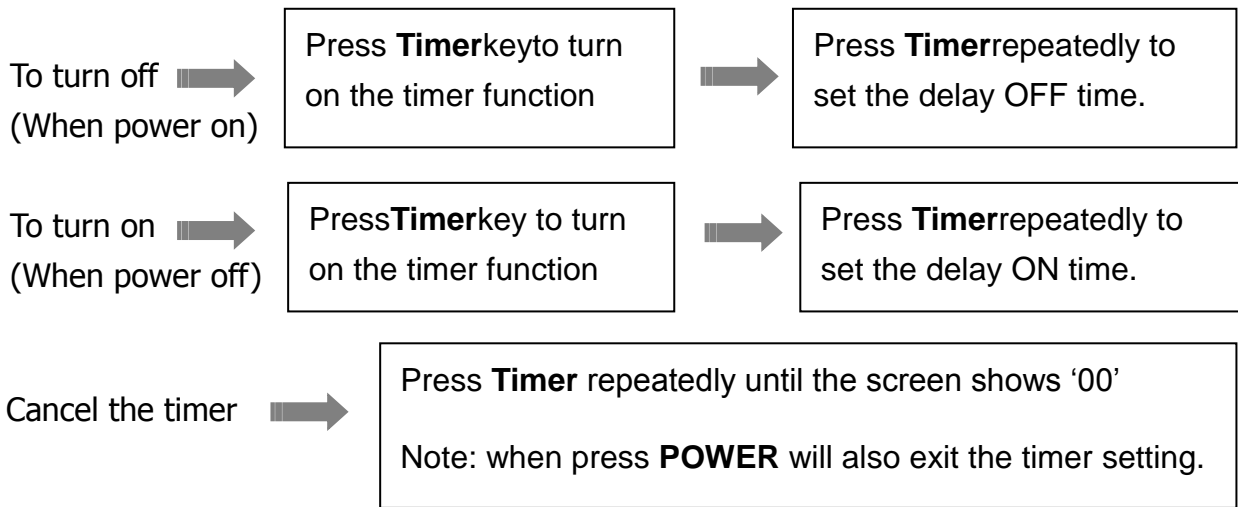 To turn off
(When power on)
Press Timerkeyto turn
on the timer function
Press Timerrepeatedly to
set the delay OFF time.
To turn on
(When power off)
PressTimerkey to turn
on the timer function
Press Timerrepeatedly to
set the delay ON time.
Cancel the timer
Press Timer repeatedly until the screen shows ‘00’
Note: when press POWER will also exit the timer setting.